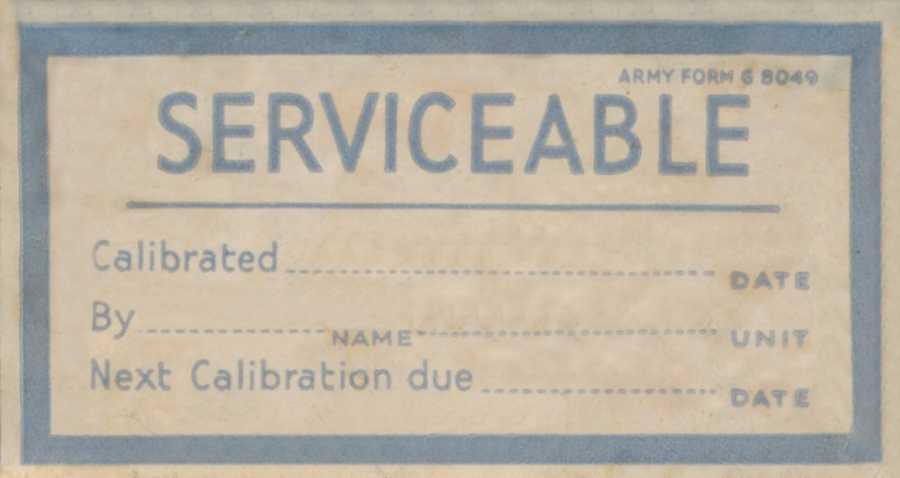 ARMY FORM G 8049
SERVICEABLE
Calibrated DATE
By NAME UNIT
Next Calibration due DATE